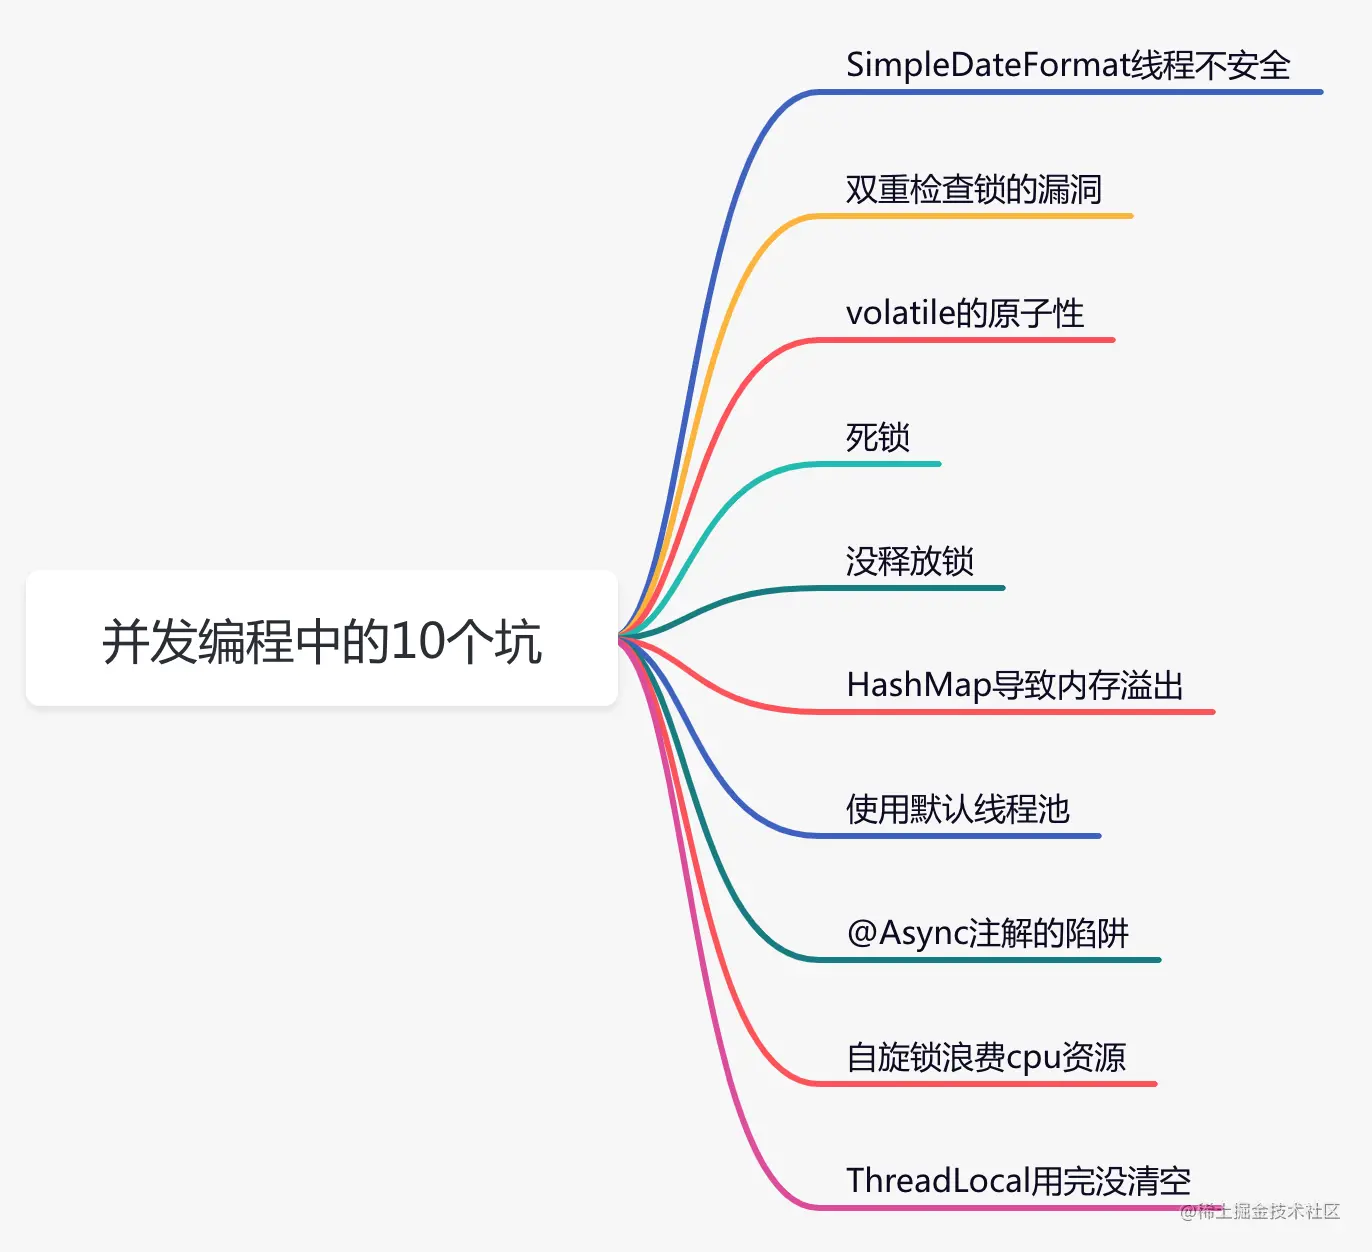 SimpleDateFormat线程不安全
双重检查锁的漏洞
volatile的原子性
死锁
没释放锁
并发编程中的10个坑
HashMap导致内存溢出
使用默认线程池
@Async注解的陷阱
自旋锁浪费cpu资源
ThreadLocal用完没清空
@稀土掘金技术社区